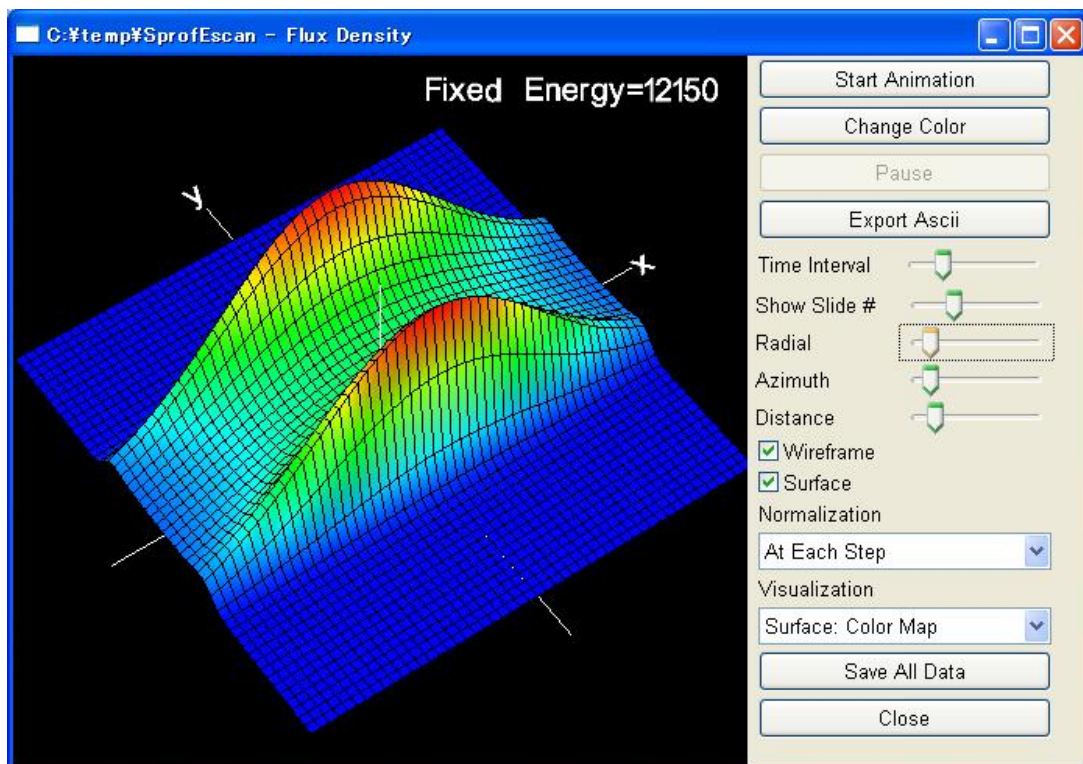 C:¥temp¥SprofEscan - Flux Density
Fixed Energy=12150
y
x
Start Animation
Change Color
Pause
Export Ascii
Time Interval
Show Slide #
Radial
Azimuth
Distance
Wireframe
Surface
Normalization
At Each Step
Visualization
Surface: Color Map
Save All Data
Close